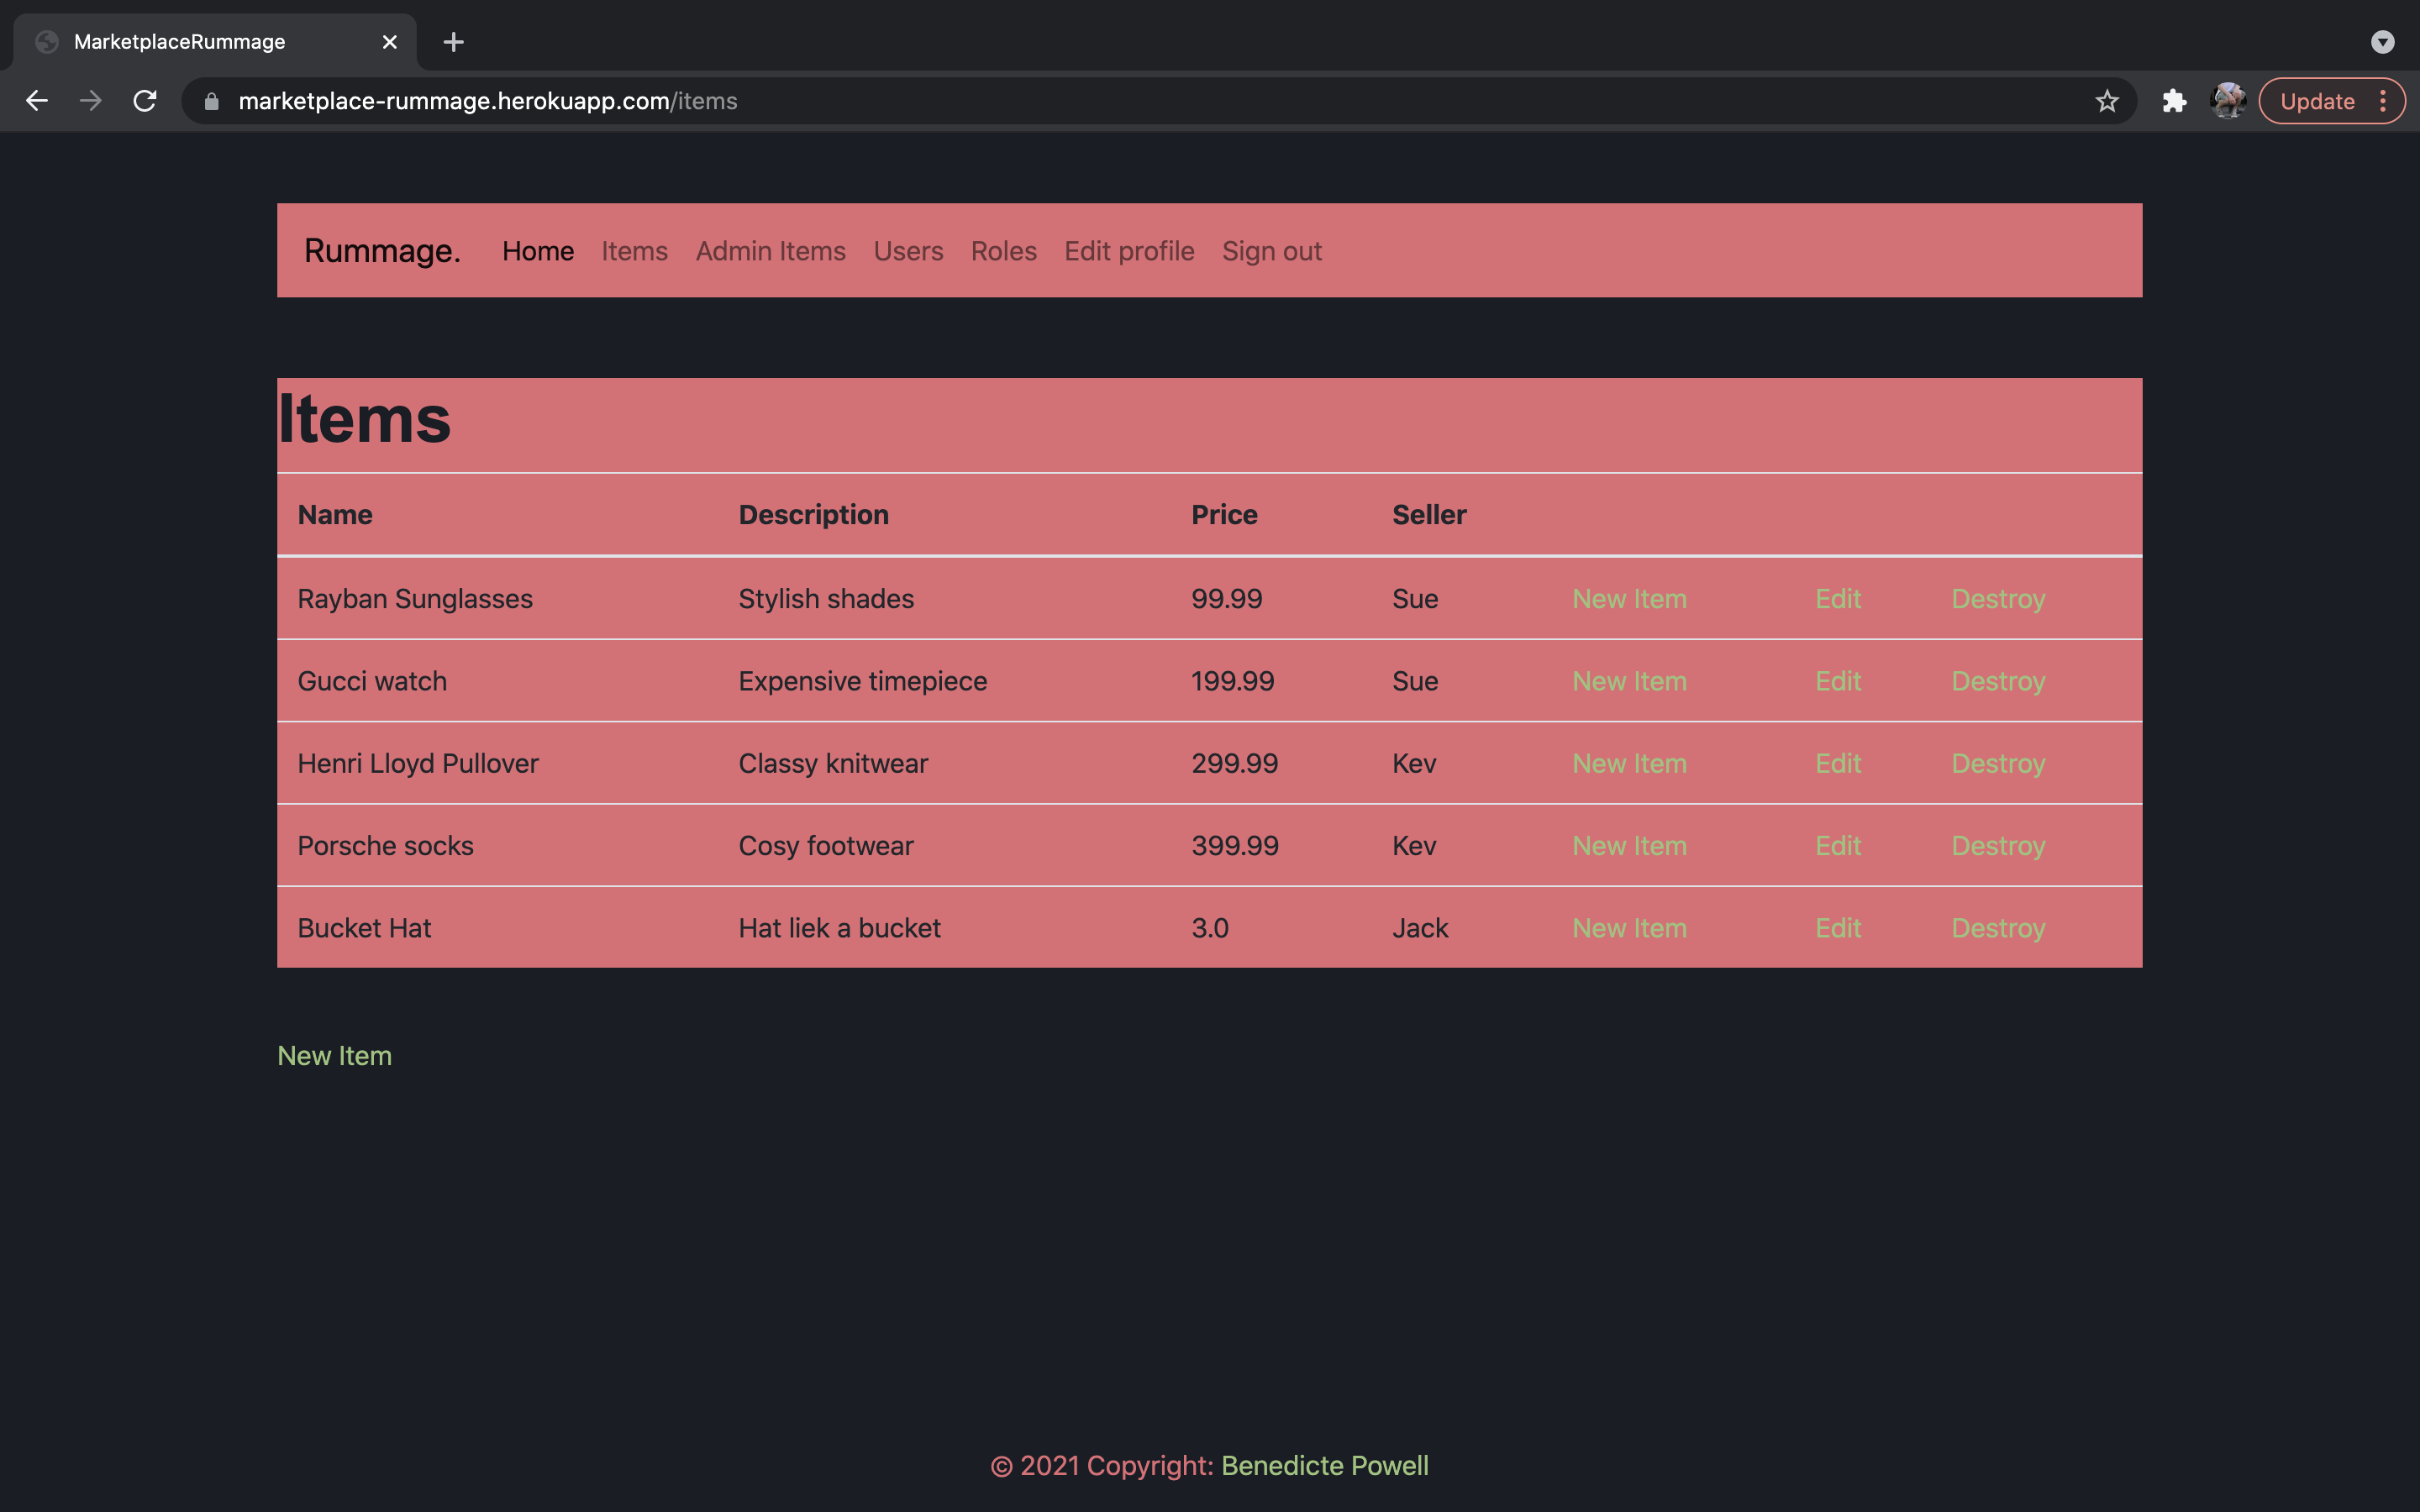 MarketplaceRummage
marketplace-rummage.herokuapp.com/items
Update
Rummage. Home Items Admin Items Users Roles Edit profile Sign out
Items
Name Description Price Seller
Rayban Sunglasses Stylish shades 99.99 Sue New Item Edit Destroy
Gucci watch Expensive timepiece 199.99 Sue New Item Edit Destroy
Henri Lloyd Pullover Classy knitwear 299.99 Kev New Item Edit Destroy
Porsche socks Cosy footwear 399.99 Kev New Item Edit Destroy
Bucket Hat Hat liek a bucket 3.0 Jack New Item Edit Destroy
New Item
© 2021 Copyright: Benedicte Powell